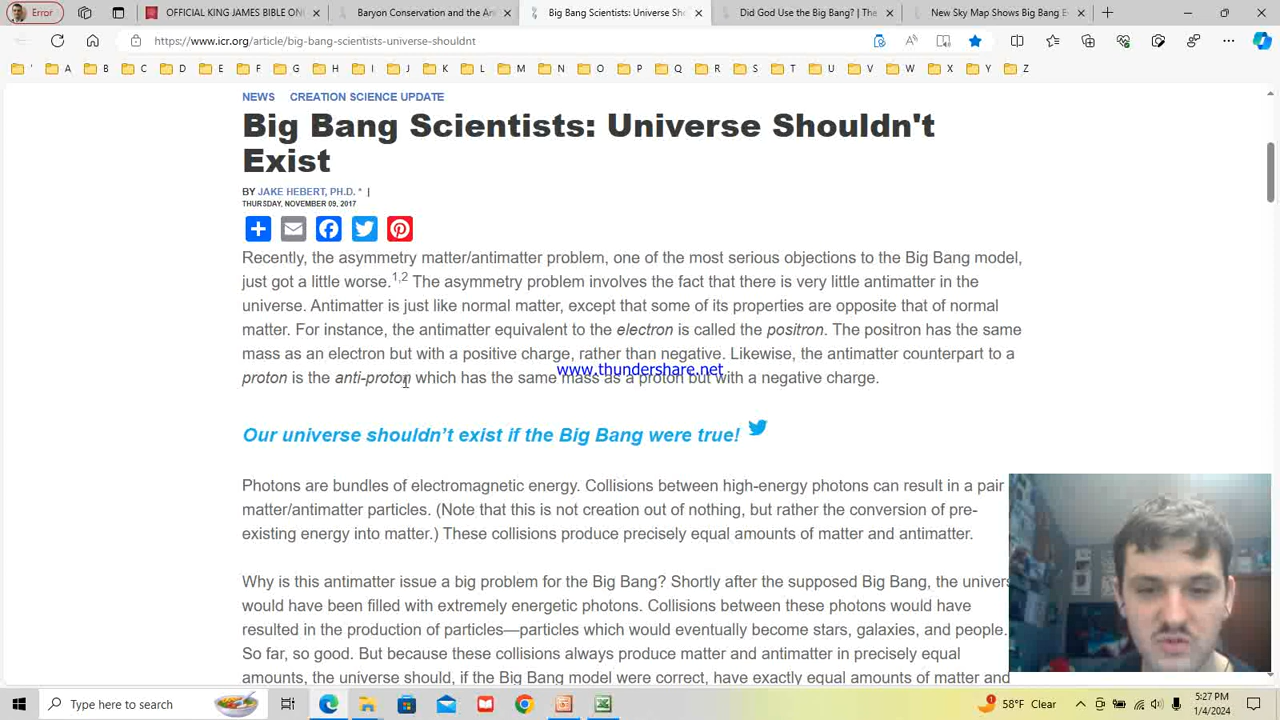 Error
OFFICIAL KING JAMES BIBLE ONI
Baryon Conservation and the Ant
Big Bang Scientists: Universe Sho
Did God Use the Big Bang? | The
New Sky Map Shows Big Bang E
https://www.icr.org/article/big-bang-scientists-universe-shouldnt
' A B C D E F G H I J K L M N O P Q R S T U V W X Y Z
NEWS CREATION SCIENCE UPDATE
Big Bang Scientists: Universe Shouldn't
Exist
BY JAKE HEBERT, PH.D. * |
THURSDAY, NOVEMBER 09, 2017
Recently, the asymmetry matter/antimatter problem, one of the most serious objections to the Big Bang model,
just got a little worse.1,2 The asymmetry problem involves the fact that there is very little antimatter in the
universe. Antimatter is just like normal matter, except that some of its properties are opposite that of normal
matter. For instance, the antimatter equivalent to the electron is called the positron. The positron has the same
mass as an electron but with a positive charge, rather than negative. Likewise, the antimatter counterpart to a
www.thundershare.net
proton is the anti-proton which has the same mass as a proton but with a negative charge.
Our universe shouldn't exist if the Big Bang were true!
Photons are bundles of electromagnetic energy. Collisions between high-energy photons can result in a pair
matter/antimatter particles. (Note that this is not creation out of nothing, but rather the conversion of pre-
existing energy into matter.) These collisions produce precisely equal amounts of matter and antimatter.
Why is this antimatter issue a big problem for the Big Bang? Shortly after the supposed Big Bang, the univers
would have been filled with extremely energetic photons. Collisions between these photons would have
resulted in the production of particles—particles which would eventually become stars, galaxies, and people.
So far, so good. But because these collisions always produce matter and antimatter in precisely equal
amounts, the universe should, if the Big Bang model were correct, have exactly equal amounts of matter and
Type here to search
58°F Clear
5:27 PM
1/4/2024